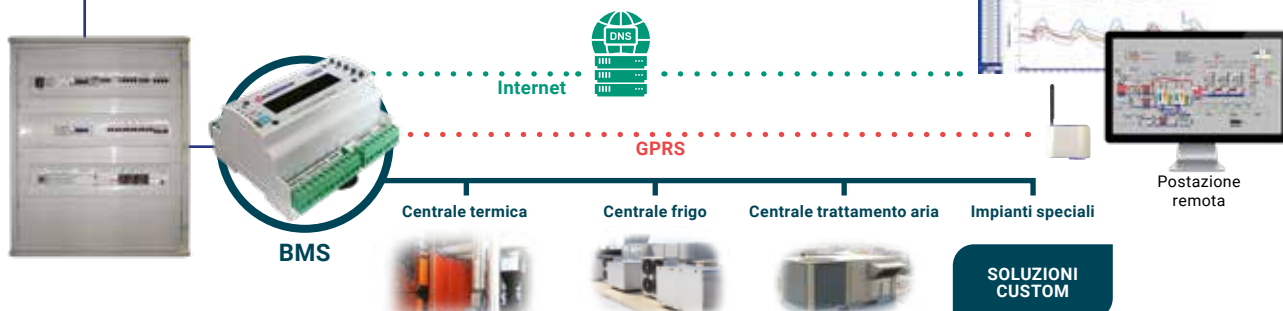 DNS
Internet
GPRS
Postazione
remota
Centrale termica
Centrale frigo
Centrale trattamento aria
Impianti speciali
BMS
SOLUZIONI
CUSTOM